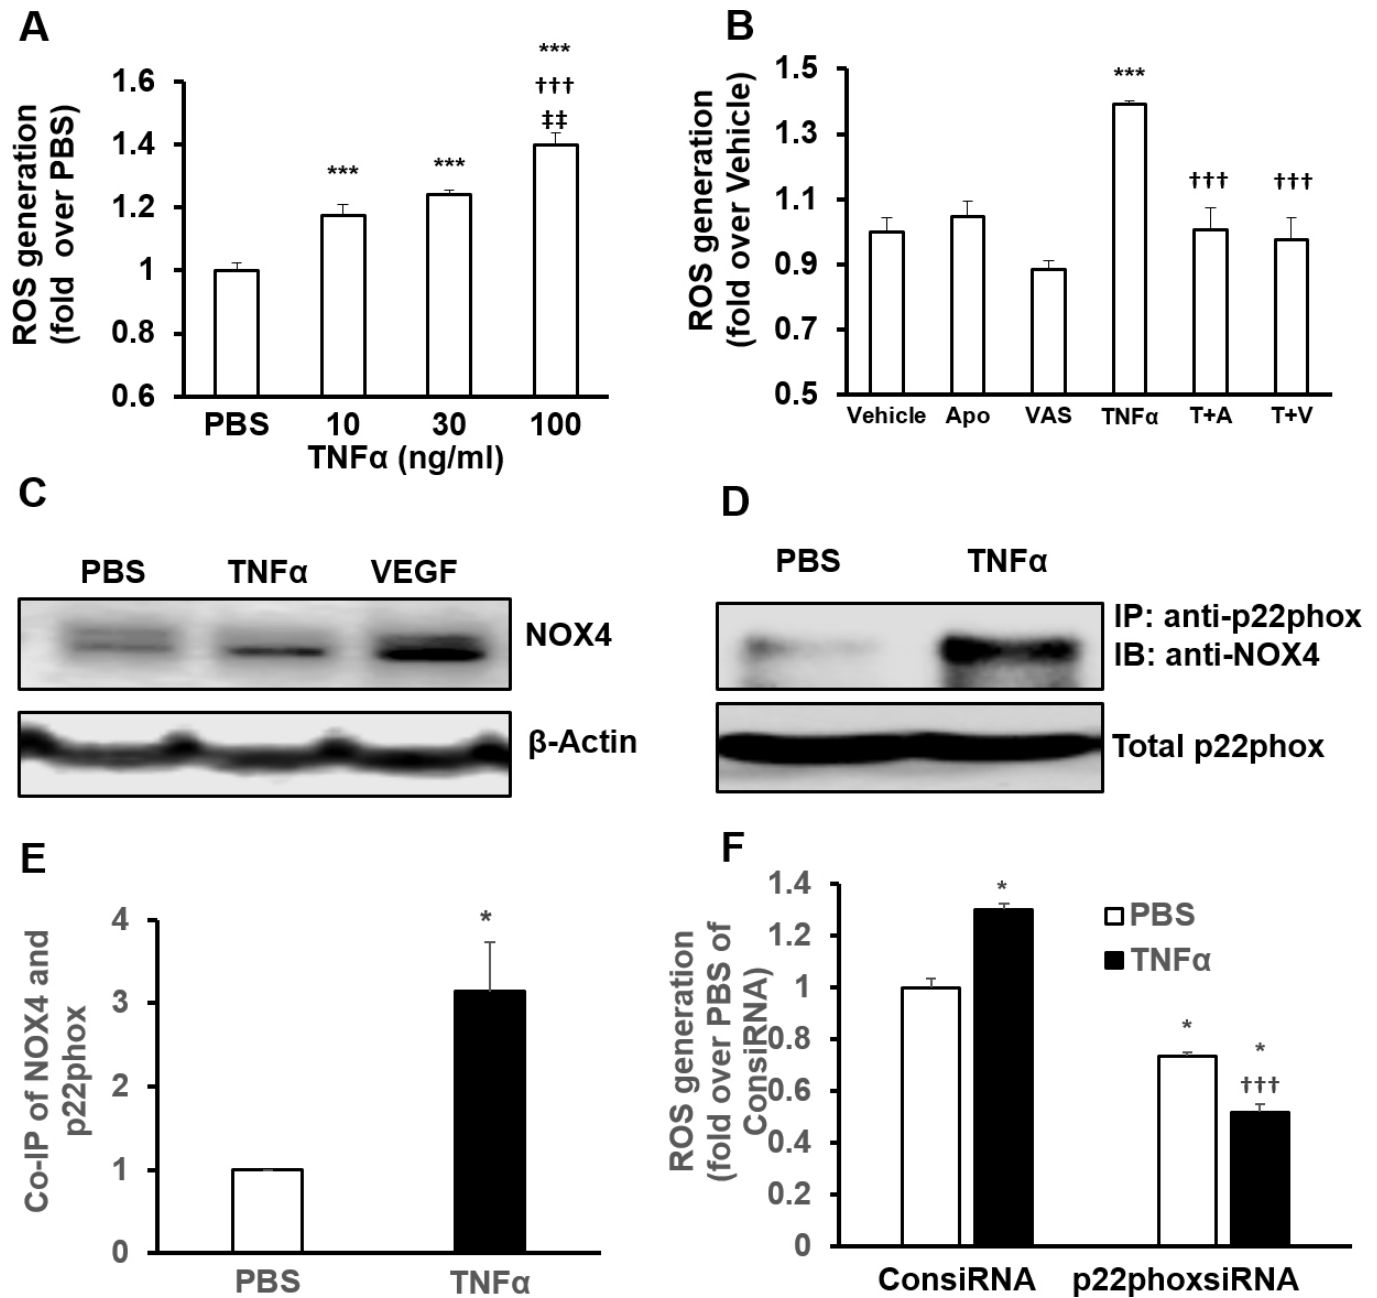 A
ROS generation
(fold over PBS)
1.6
1.4
1.2
1
0.8
0.6
***
***
***
†††
‡‡
PBS 10 30 100
TNFα (ng/ml)
B
ROS generation
(fold over Vehicle)
1.5
1.3
1.1
0.9
0.7
0.5
***
†††
†††
Vehicle Apo VAS TNFα T+A T+V
C
PBS TNFα VEGF
NOX4
β-Actin
D
PBS TNFα
IP: anti-p22phox
IB: anti-NOX4
Total p22phox
E
Co-IP of NOX4 and
p22phox
4
3
2
1
0
*
PBS TNFα
F
ROS generation
(fold over PBS of
ConsiRNA)
1.4
1.2
1
0.8
0.6
0.4
0.2
0
*
*
*
†††
PBS
TNFα
ConsiRNA p22phoxsiRNA